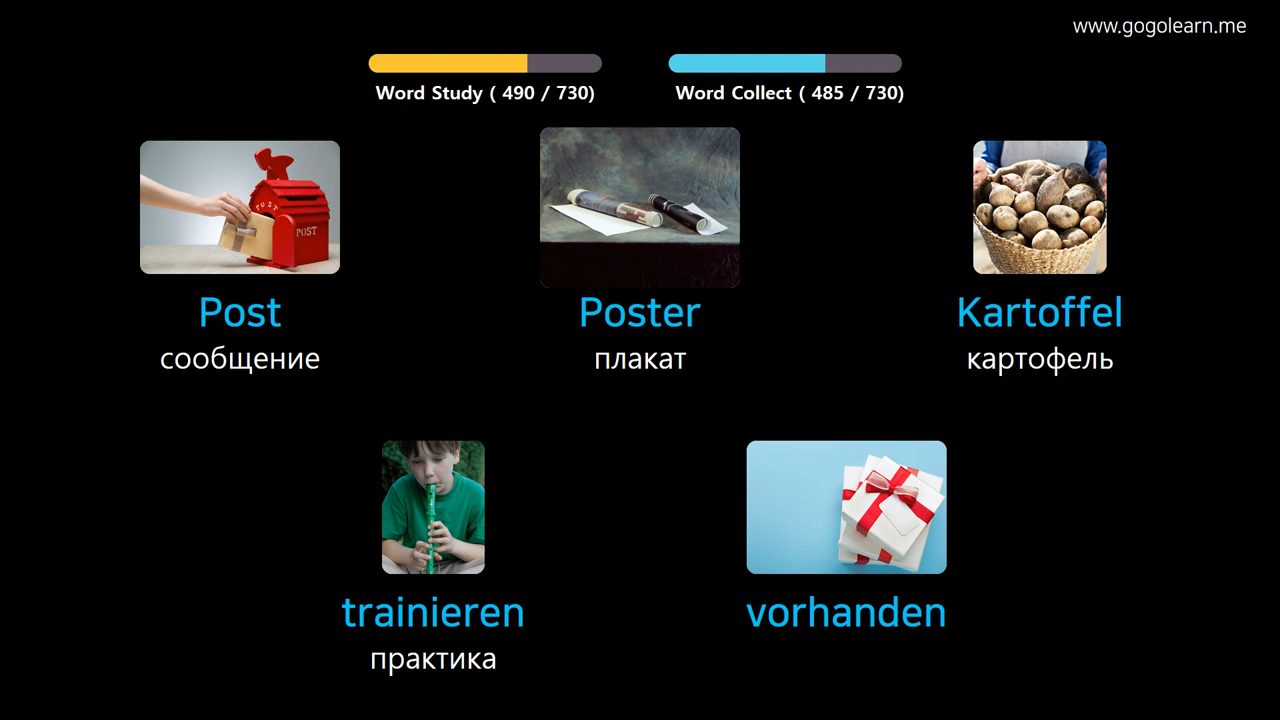 www.gogolearn.me
Word Study ( 490 / 730)
Word Collect ( 485 / 730)
POST
POST
Post
Poster
Kartoffel
сообщение
плакат
картофель
trainieren
vorhanden
практика